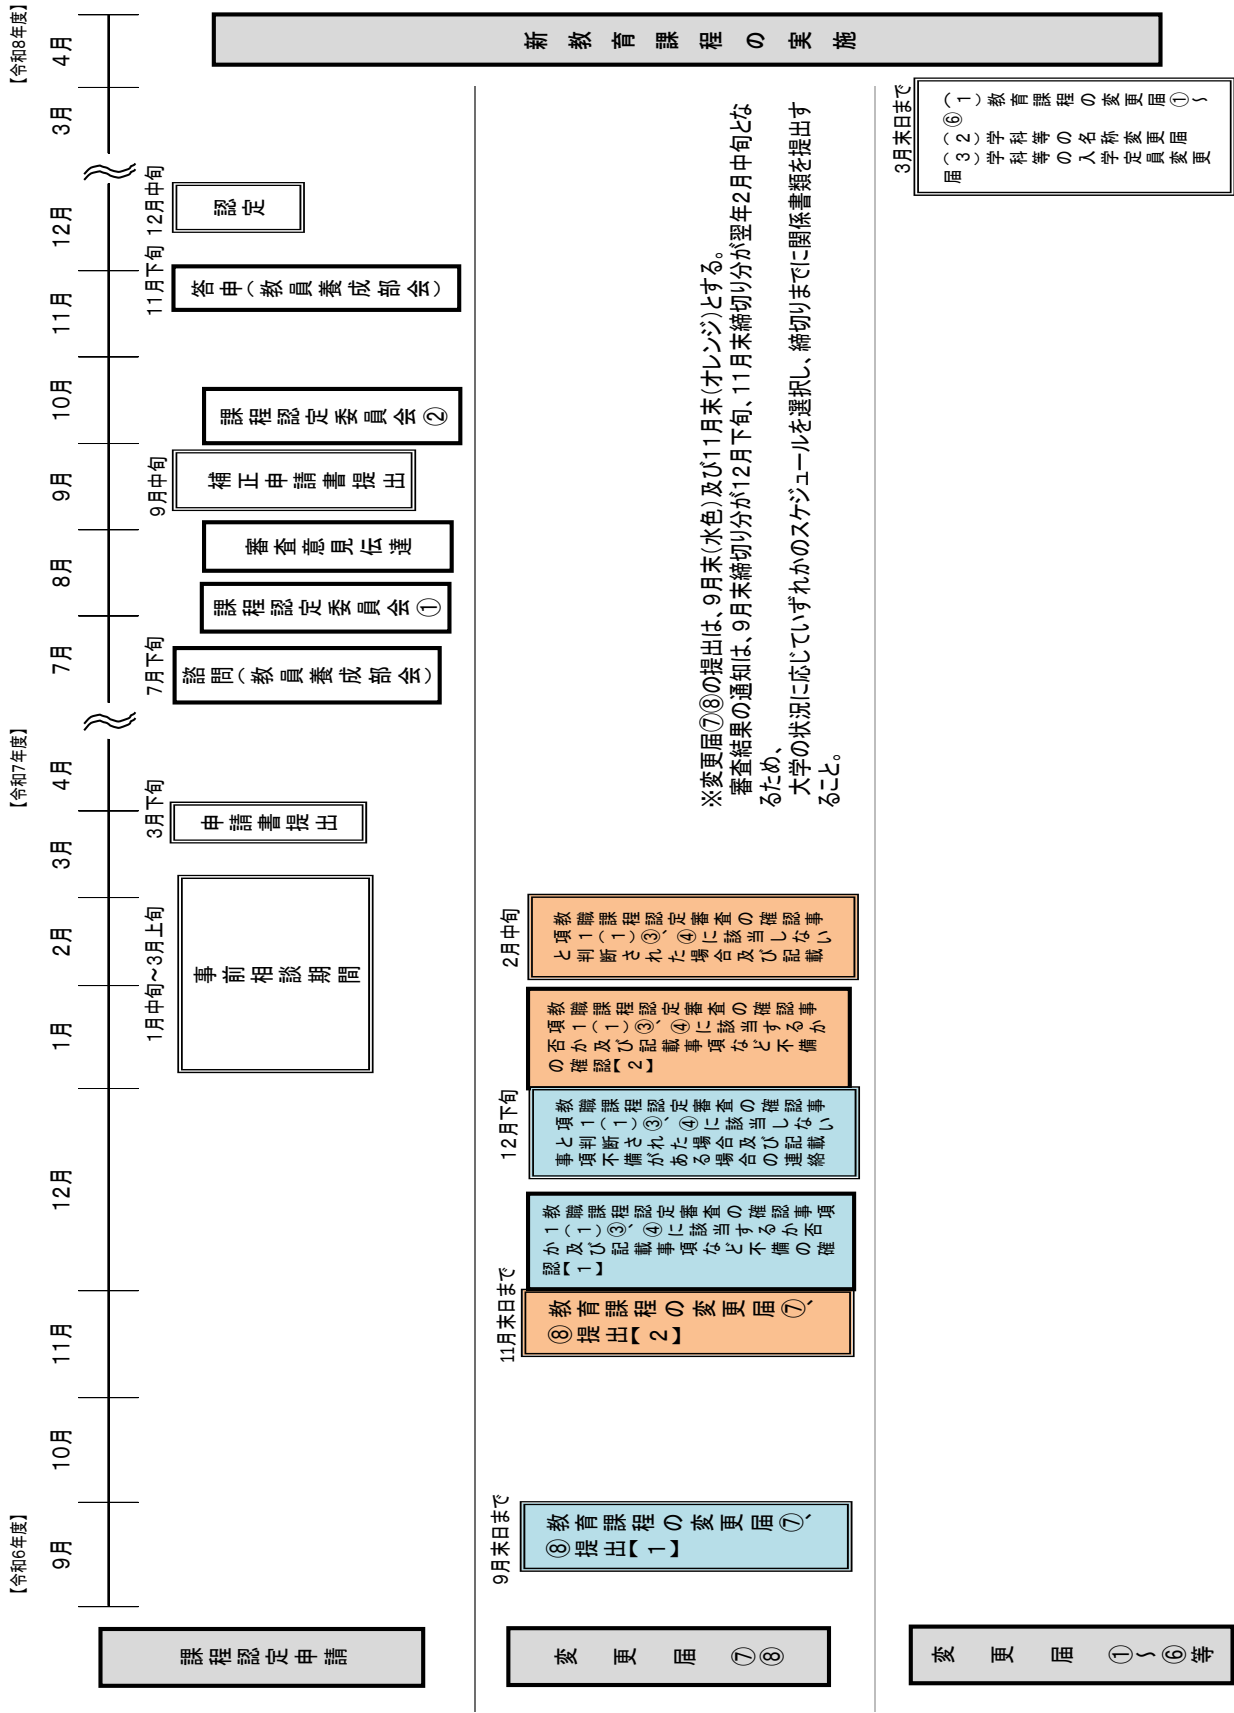 【令和6年度】
【令和7年度】
【令和8年度】
9月
10月
11月
12月
1月
2月
3月
4月
7月
8月
9月
10月
11月
12月
3月
4月
課程認定申請
1月中旬~3月上旬
事前相談期間
3月下旬
申請書提出
7月下旬
諮問(教員養成部会)
課程認定委員会①
審査意見伝達
9月中旬
補正申請書提出
課程認定委員会②
11月下旬
答申(教員養成部会)
12月中旬
認定
新教育課程の実施
変更届⑦⑧
9月末日まで
教育課程の変更届⑦、
⑧提出【1】
11月末日まで
教育課程の変更届⑦、
⑧提出【2】
教職課程認定審査の確認事項
1(1)③、④に該当するか否
か及び記載事項など不備の確
認【1】
12月下旬
教職課程認定審査の確認事
項1(1)③、④に該当しない
と判断された場合及び記載
事項不備がある場合の連絡
教職課程認定審査の確認事
項1(1)③、④に該当するか
否か及び記載事項など不備
の確認【2】
2月中旬
教職課程認定審査の確認事
項1(1)③、④に該当しない
と判断された場合及び記載
※変更届⑦⑧の提出は、9月末(水色)及び11月末(オレンジ)とする。
審査結果の通知は、9月末締切り分が12月下旬、11月末締切り分が翌年2月中旬とな
るため、
大学の状況に応じていずれかのスケジュールを選択し、締切りまでに関係書類を提出す
ること。
変更届①~⑥等
3月末日まで
(1)教育課程の変更届①~
⑥
(2)学科等の名称変更届
(3)学科等の入学定員変更
届